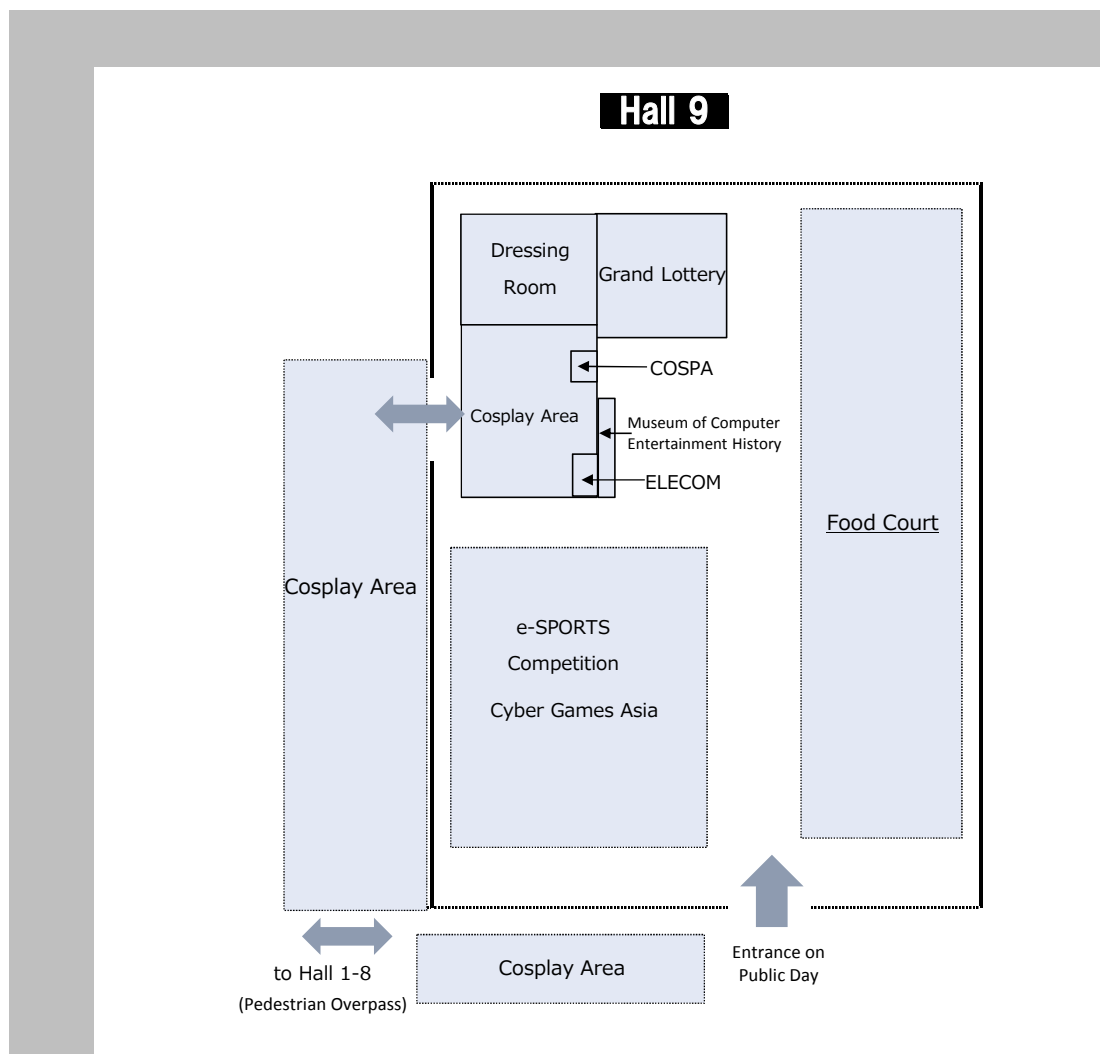 Hall 9
Dressing
Room
Grand Lottery
COSPA
Cosplay Area
Museum of Computer
Entertainment History
ELECOM
Food Court
Cosplay Area
e-SPORTS
Competition
Cyber Games Asia
Entrance on
Public Day
Cosplay Area
to Hall 1-8
(Pedestrian Overpass)